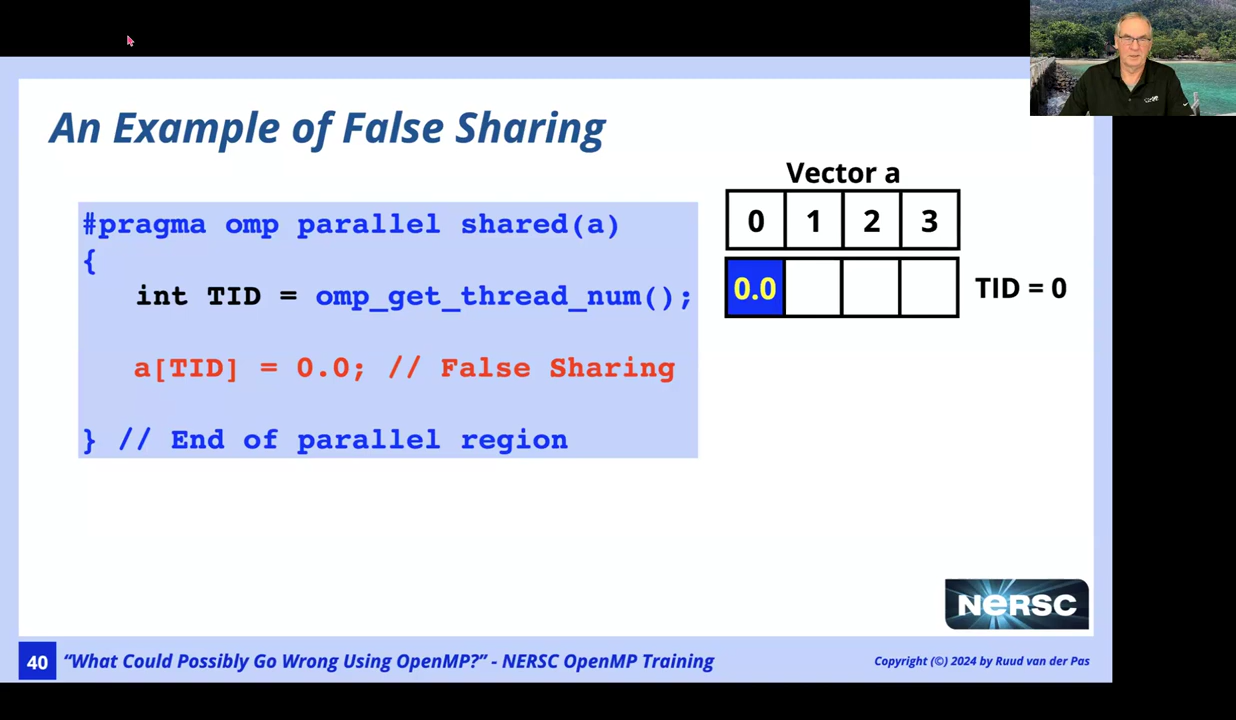 An Example of False Sharing
#pragma omp parallel shared(a)
{
int TID = omp_get_thread_num();
a[TID] = 0.0; // False Sharing
} // End of parallel region
Vector a
0 1 2 3
0.0 TID = 0
NeRSC
40 “What Could Possibly Go Wrong Using OpenMP?” - NERSC OpenMP Training Copyright (©) 2024 by Ruud van der Pas